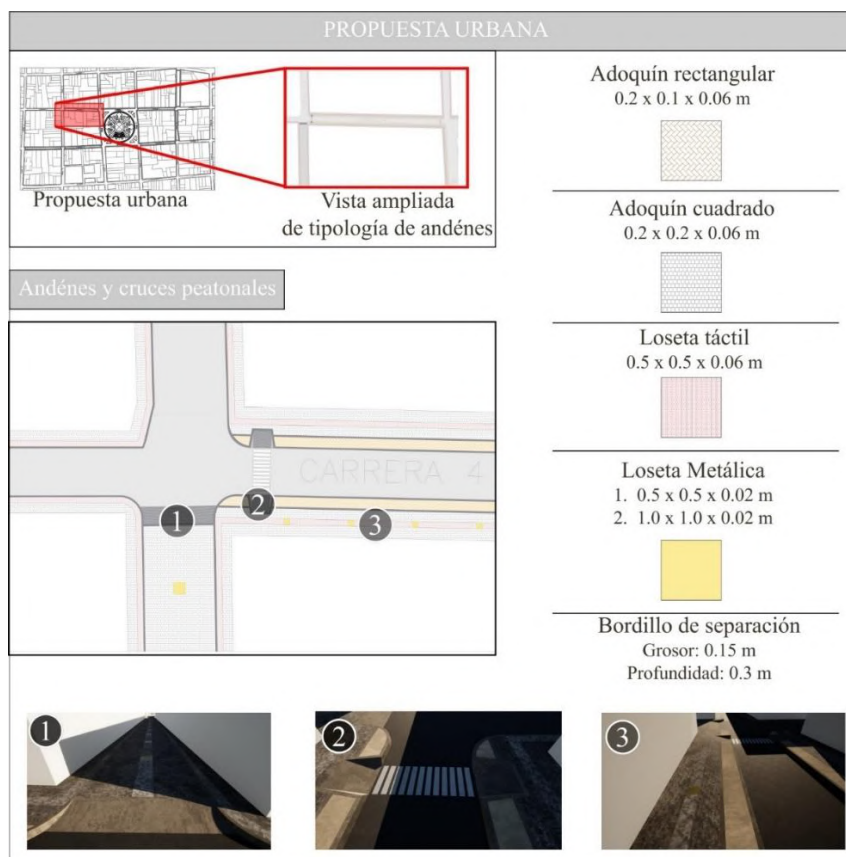 PROPUESTA URBANA
Propuesta urbana
Vista ampliada
de tipología de andénes
Andénes y cruces peatonales
CARRERA 4
1
2
3
Adoquín rectangular
0.2 x 0.1 x 0.06 m
Adoquín cuadrado
0.2 x 0.2 x 0.06 m
Loseta táctil
0.5 x 0.5 x 0.06 m
Loseta Metálica
1. 0.5 x 0.5 x 0.02 m
2. 1.0 x 1.0 x 0.02 m
Bordillo de separación
Grosor: 0.15 m
Profundidad: 0.3 m
1
2
3